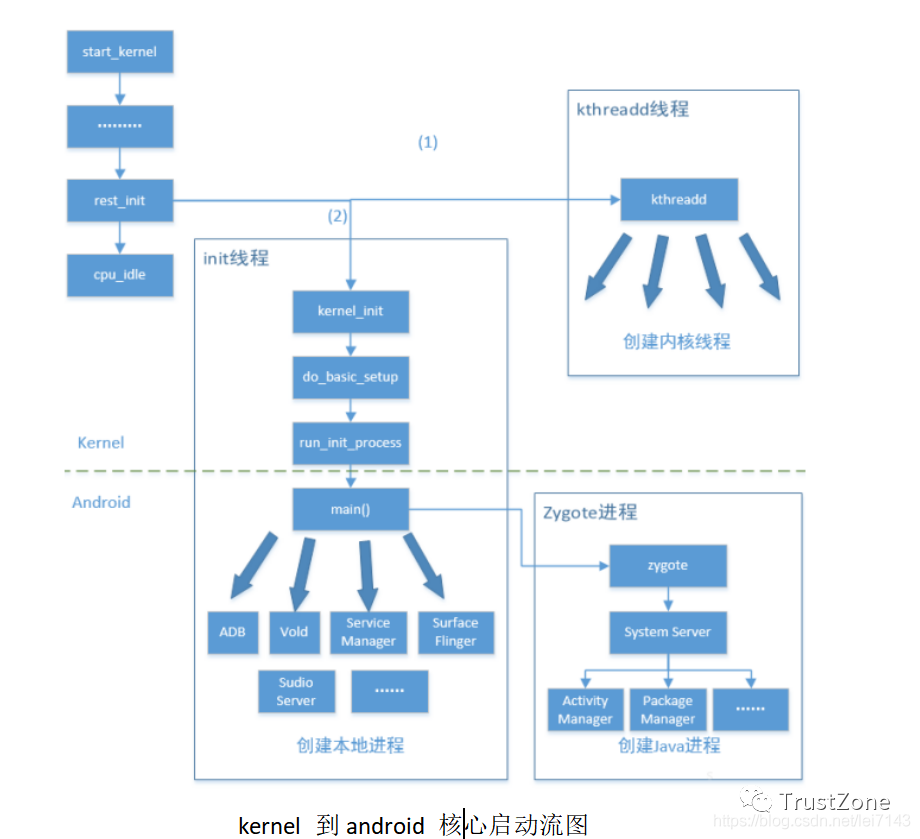 start_kernel
.........
rest_init
cpu_idle
(1)
(2)
kthreadd线程
kthreadd
创建内核线程
init线程
kernel_init
do_basic_setup
run_init_process
Kernel
Android
main()
ADB
Vold
Service
Manager
Surface
Flinger
Sudio
Server
......
创建本地进程
Zygote进程
zygote
System Server
Activity
Manager
Package
Manager
......
创建Java进程
TrustZone
https://blog.csdn.net/lei7143
kernel 到 android 核心启动流图